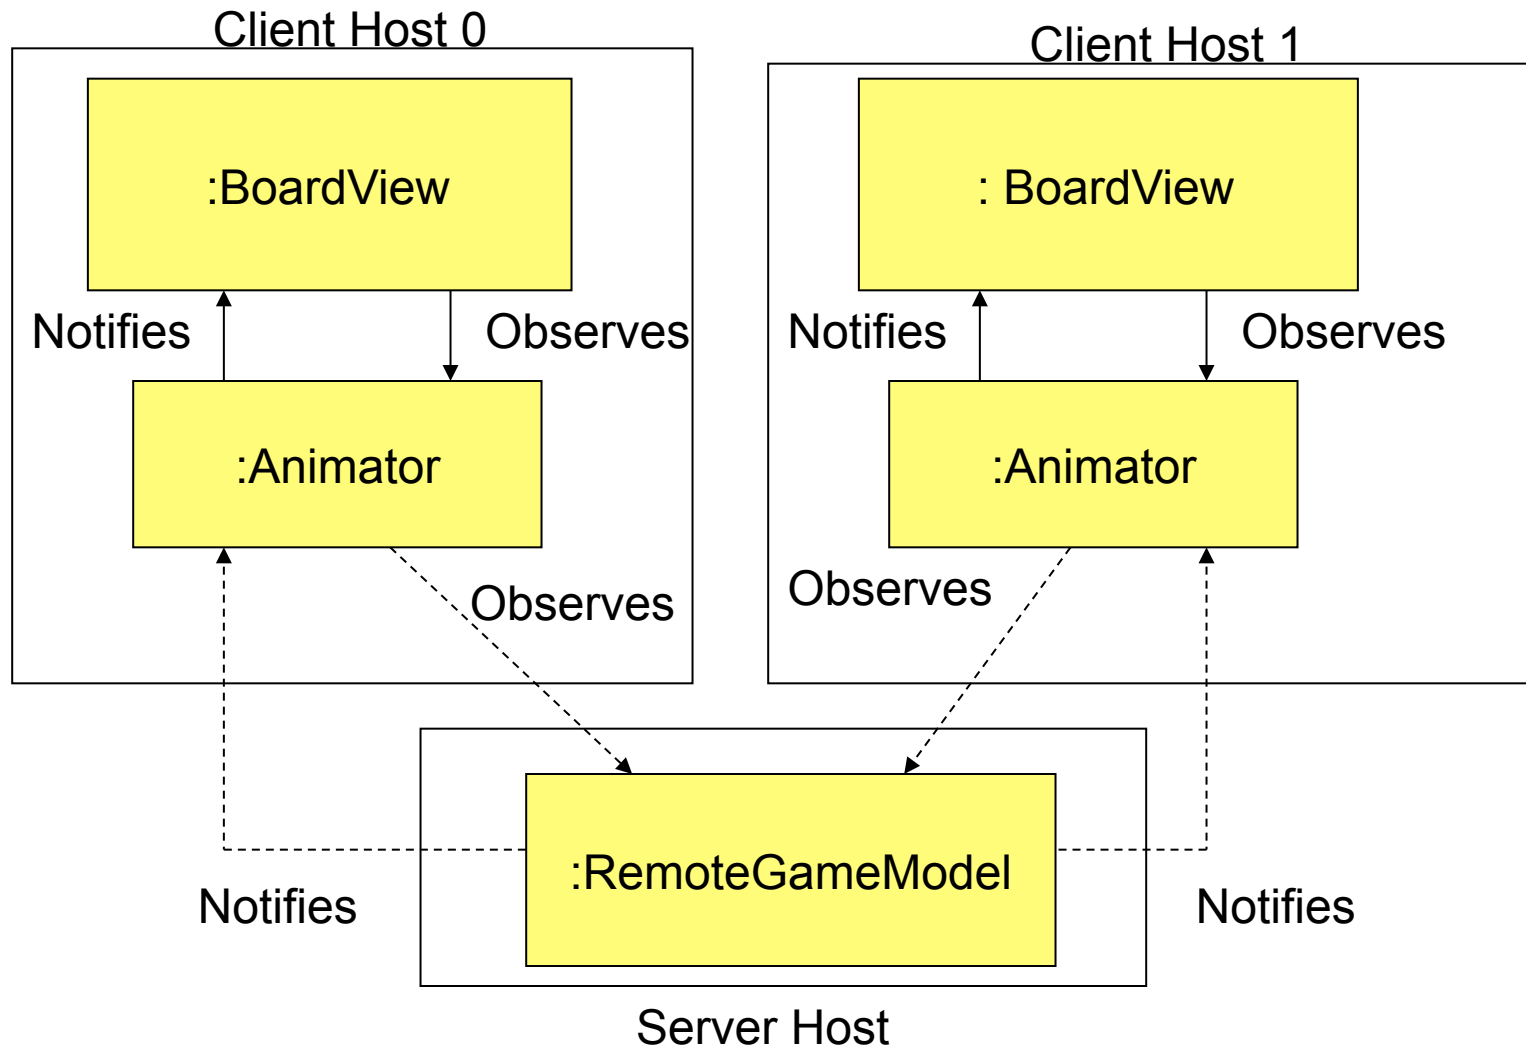 Client Host 0
Client Host 1
:BoardView
: BoardView
Notifies
Observes
Notifies
Observes
:Animator
:Animator
Observes
Observes
:RemoteGameModel
Notifies
Notifies
Server Host